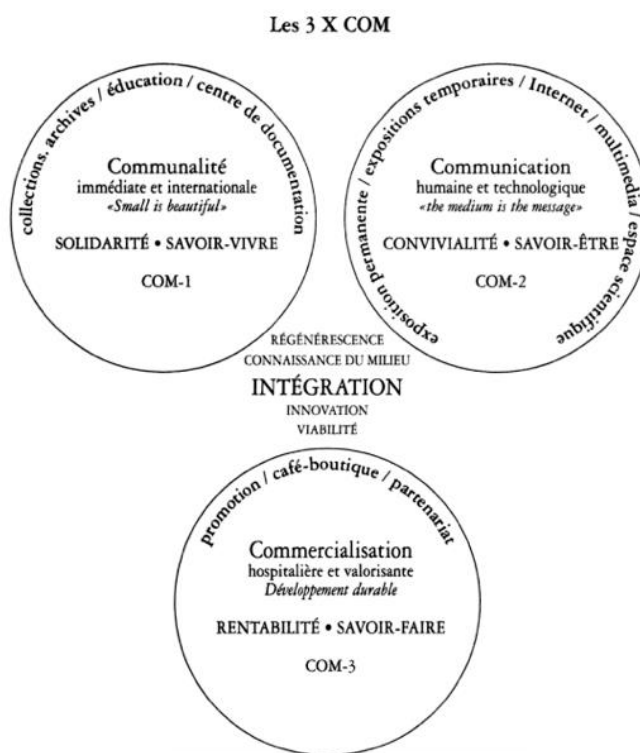 Les 3 X COM
collections, archives / éducation / centre de documentation
Communalité
immédiate et internationale
«Small is beautiful»
SOLIDARITÉ • SAVOIR-VIVRE
COM-1
exposition permanente / expositions temporaires / Internet / multimedia / espace scientifique
Communication
humaine et technologique
«the medium is the message»
CONVIVIALITÉ • SAVOIR-ÊTRE
COM-2
RÉGÉNÉRESCENCE
CONNAISSANCE DU MILIEU
INTÉGRATION
INNOVATION
VIABILITÉ
promotion / café-boutique / partenariat
Commercialisation
hospitalière et valorisante
Développement durable
RENTABILITÉ • SAVOIR-FAIRE
COM-3